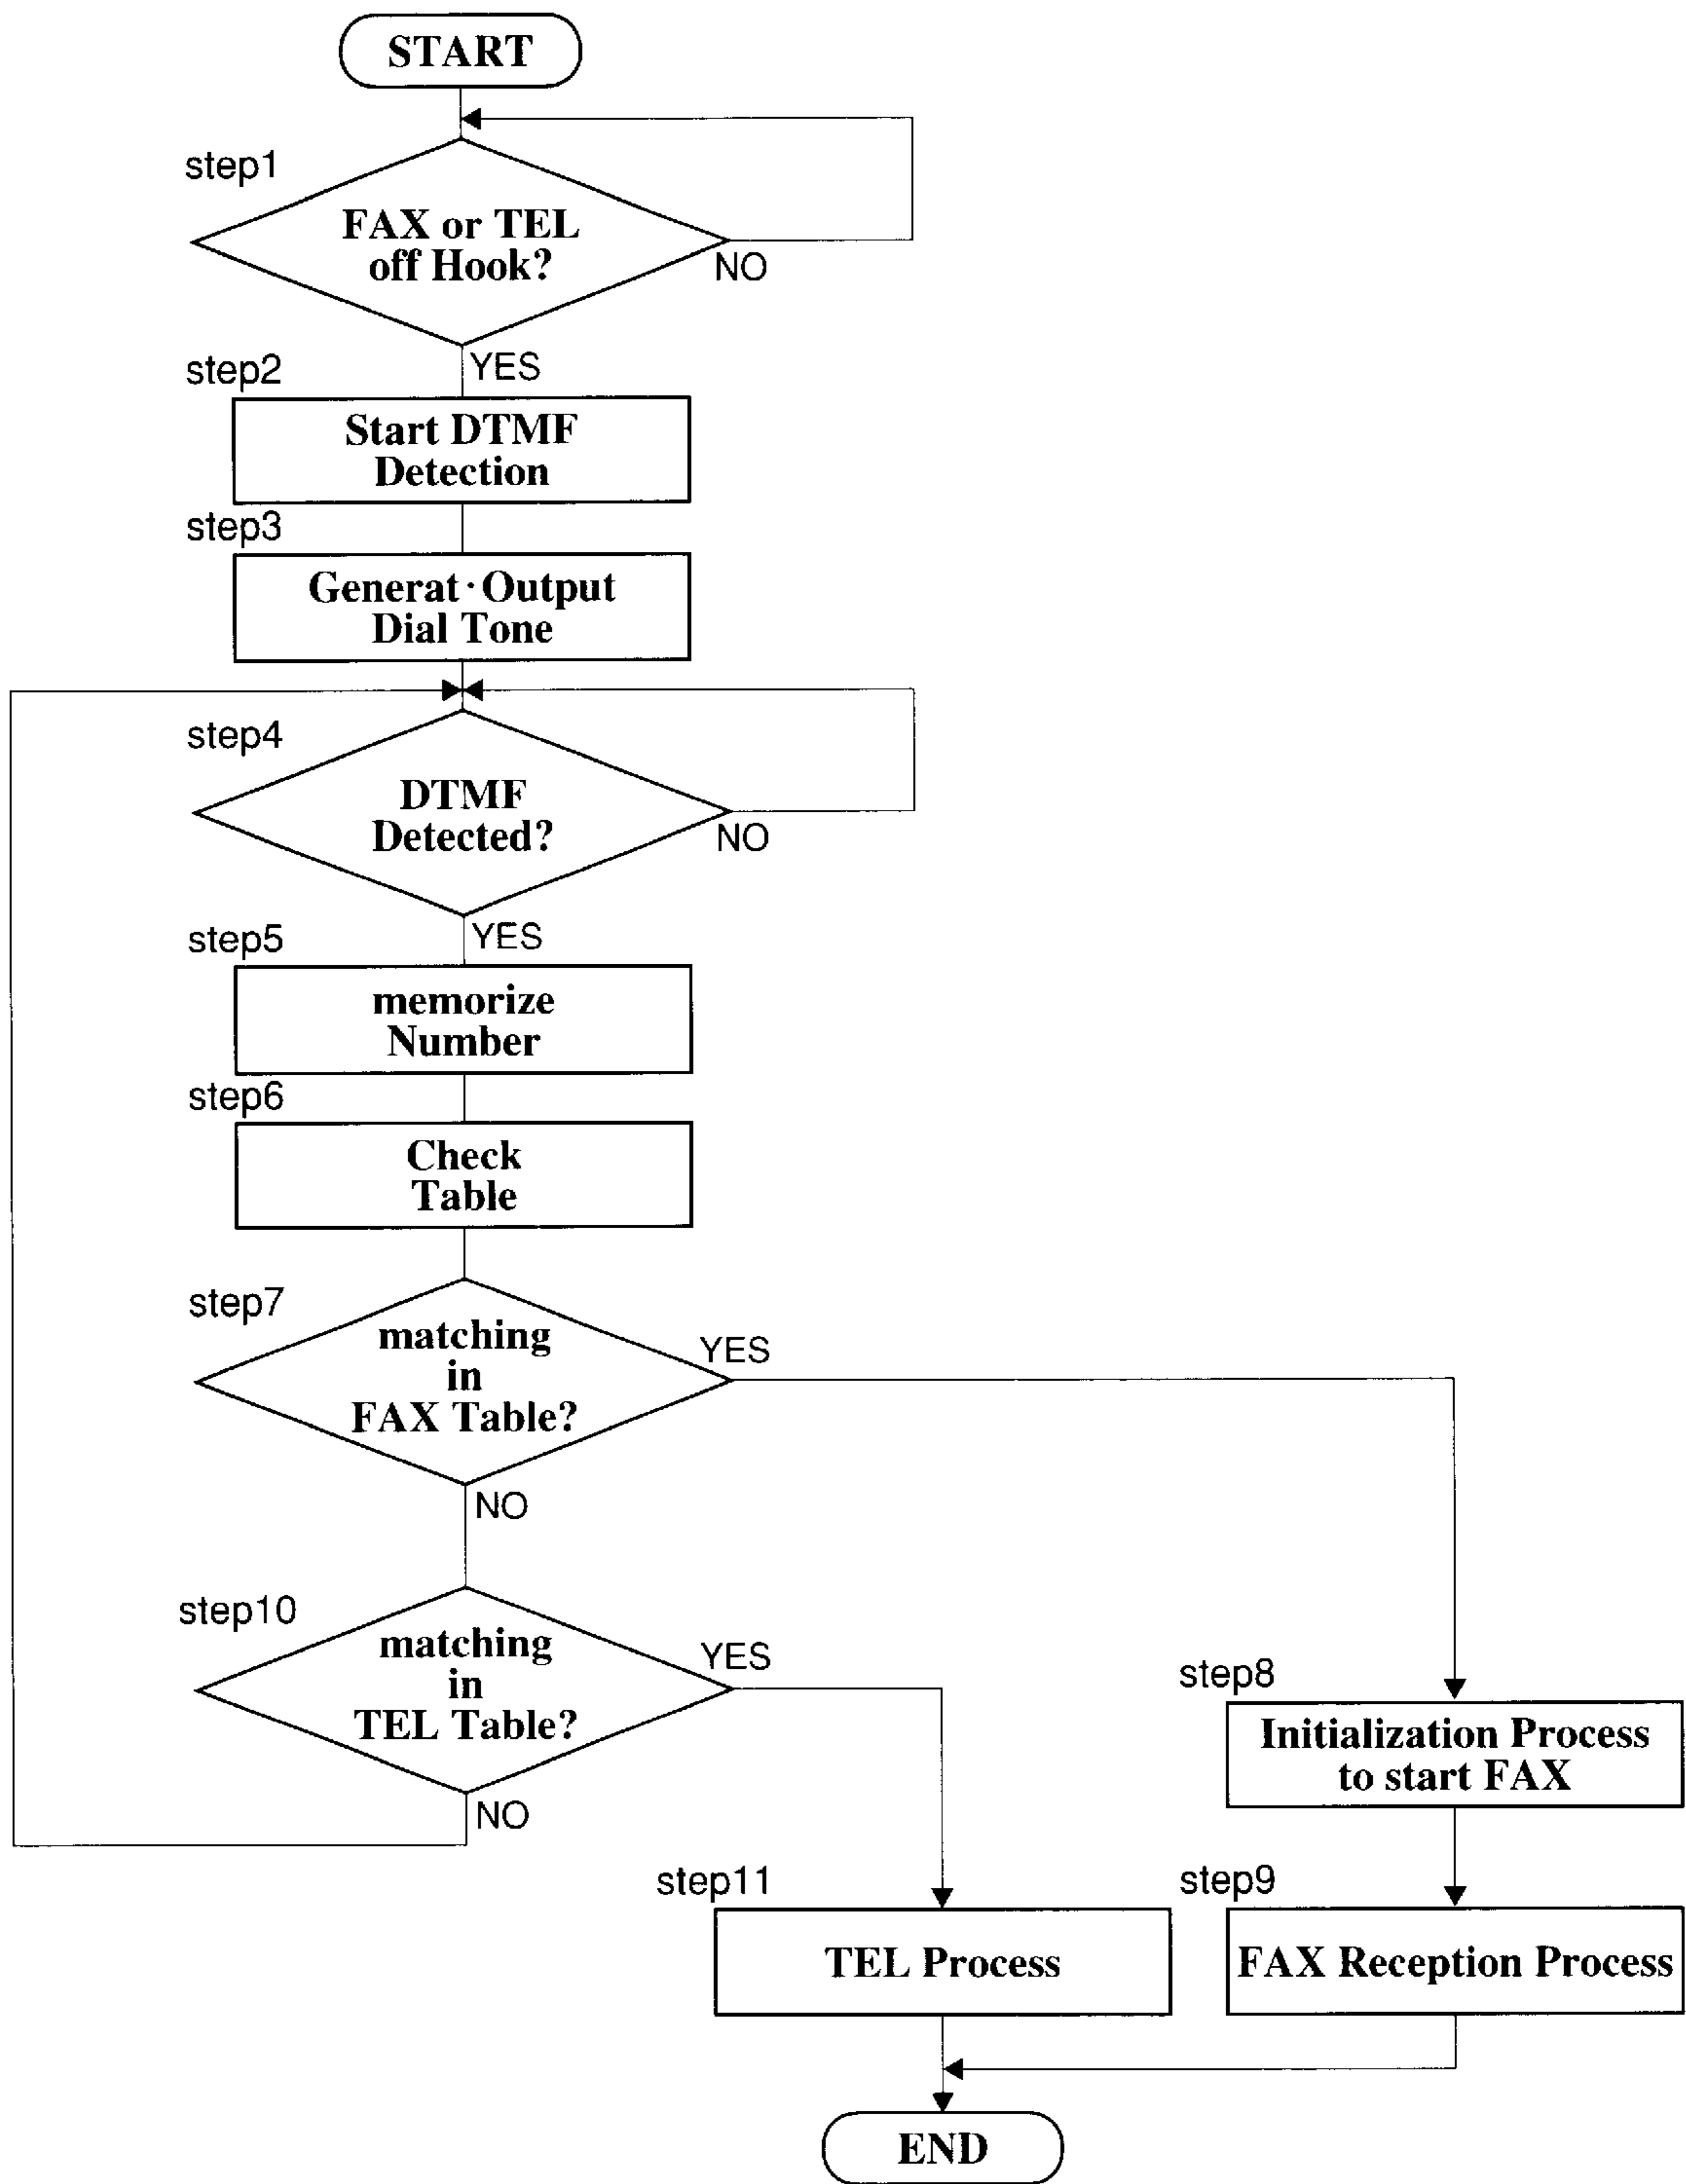 START
step1
FAX or TEL
off Hook?
NO
YES
step2
Start DTMF
Detection
step3
Generat·Output
Dial Tone
step4
DTMF
Detected?
NO
YES
step5
memorize
Number
step6
Check
Table
step7
matching
in
FAX Table?
YES
NO
step10
matching
in
TEL Table?
YES
NO
step8
Initialization Process
to start FAX
step11
TEL Process
step9
FAX Reception Process
END